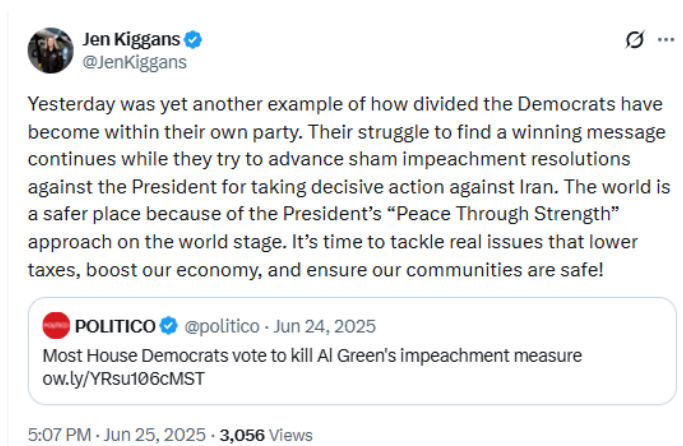 Jen Kiggans
@JenKiggans
Yesterday was yet another example of how divided the Democrats have
become within their own party. Their struggle to find a winning message
continues while they try to advance sham impeachment resolutions
against the President for taking decisive action against Iran. The world is
a safer place because of the President’s “Peace Through Strength”
approach on the world stage. It’s time to tackle real issues that lower
taxes, boost our economy, and ensure our communities are safe!
POLITICO @politico · Jun 24, 2025
Most House Democrats vote to kill Al Green's impeachment measure
ow.ly/YRsu106cMST
5:07 PM · Jun 25, 2025 · 3,056 Views